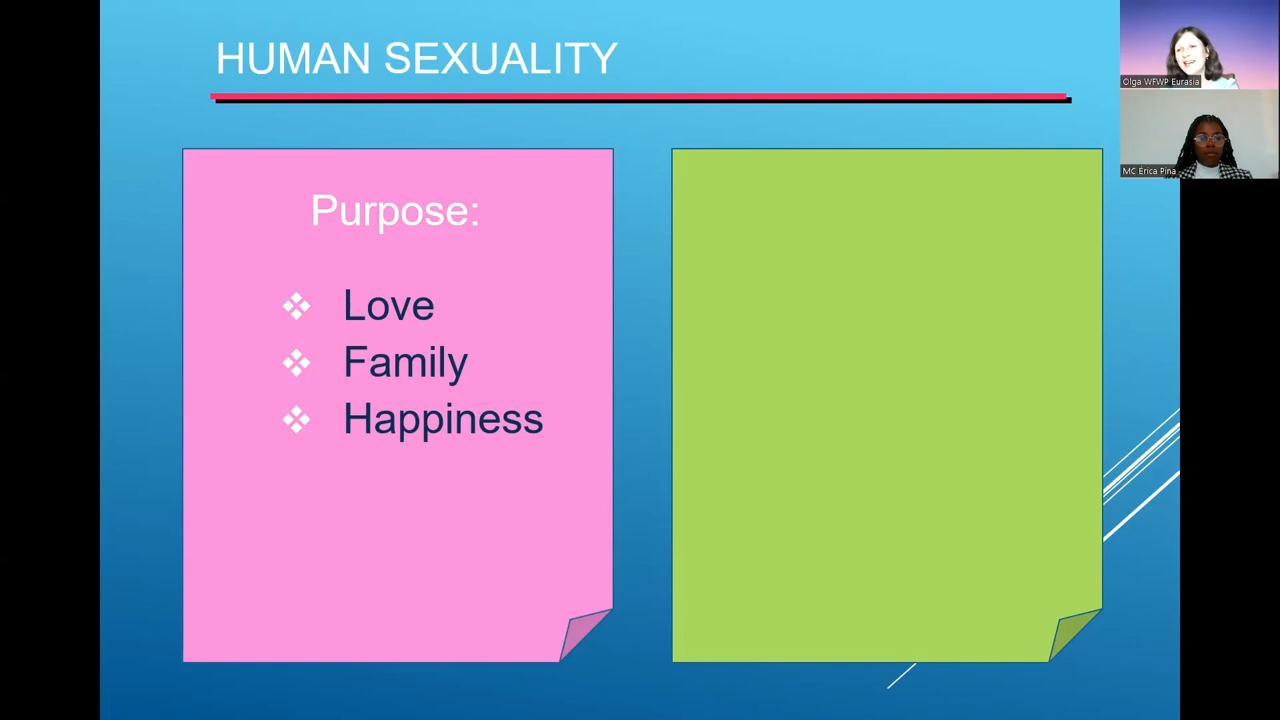 HUMAN SEXUALITY
Purpose:
Love
Family
Happiness
Olga WFWP Eurasia
MC Érica Pina